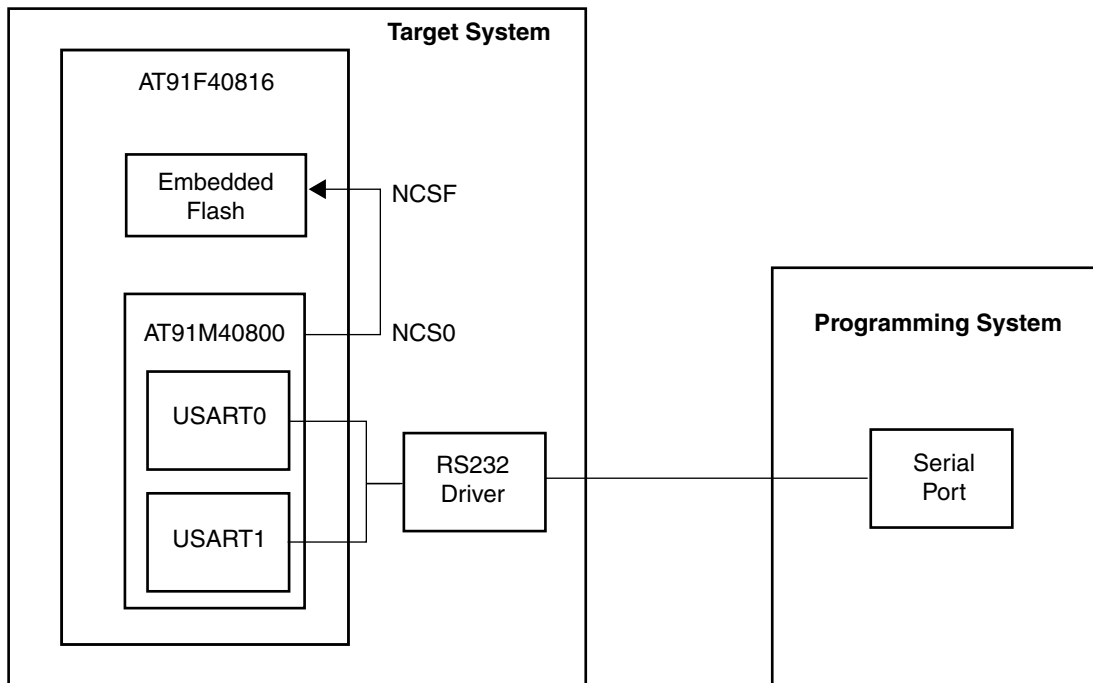 Target System
AT91F40816
Embedded
Flash
NCSF
AT91M40800
NCS0
USART0
USART1
RS232
Driver
Programming System
Serial
Port